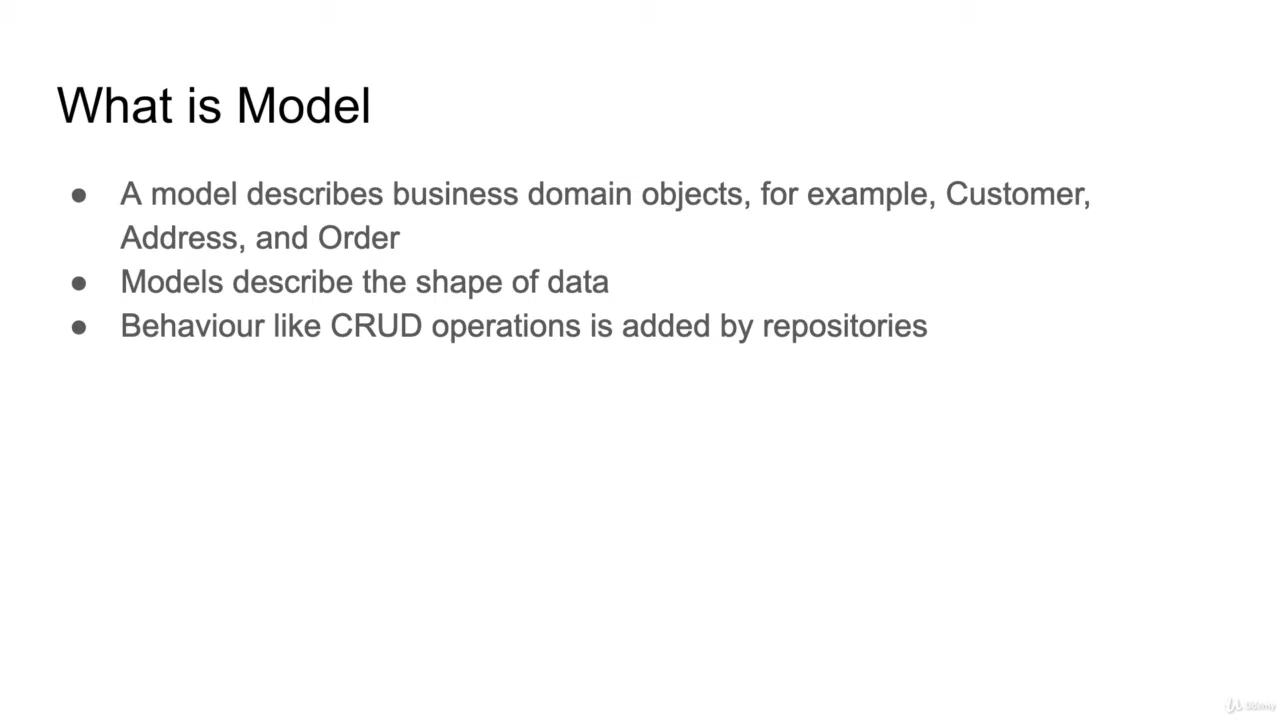 What is Model
● A model describes business domain objects, for example, Customer,
Address, and Order
● Models describe the shape of data
● Behaviour like CRUD operations is added by repositories
Udemy